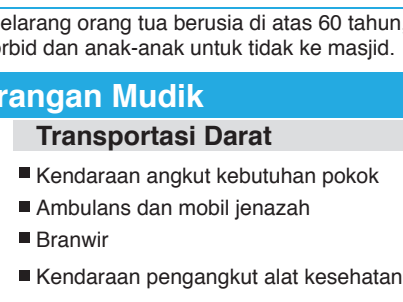 elarang orang tua berusia di atas 60 tahun
rbid dan anak-anak untuk tidak ke masjid.
rangan Mudik
Transportasi Darat
Kendaraan angkut kebutuhan pokok
Ambulans dan mobil jenazah
Branwir
Kendaraan pengangkut alat kesehatan